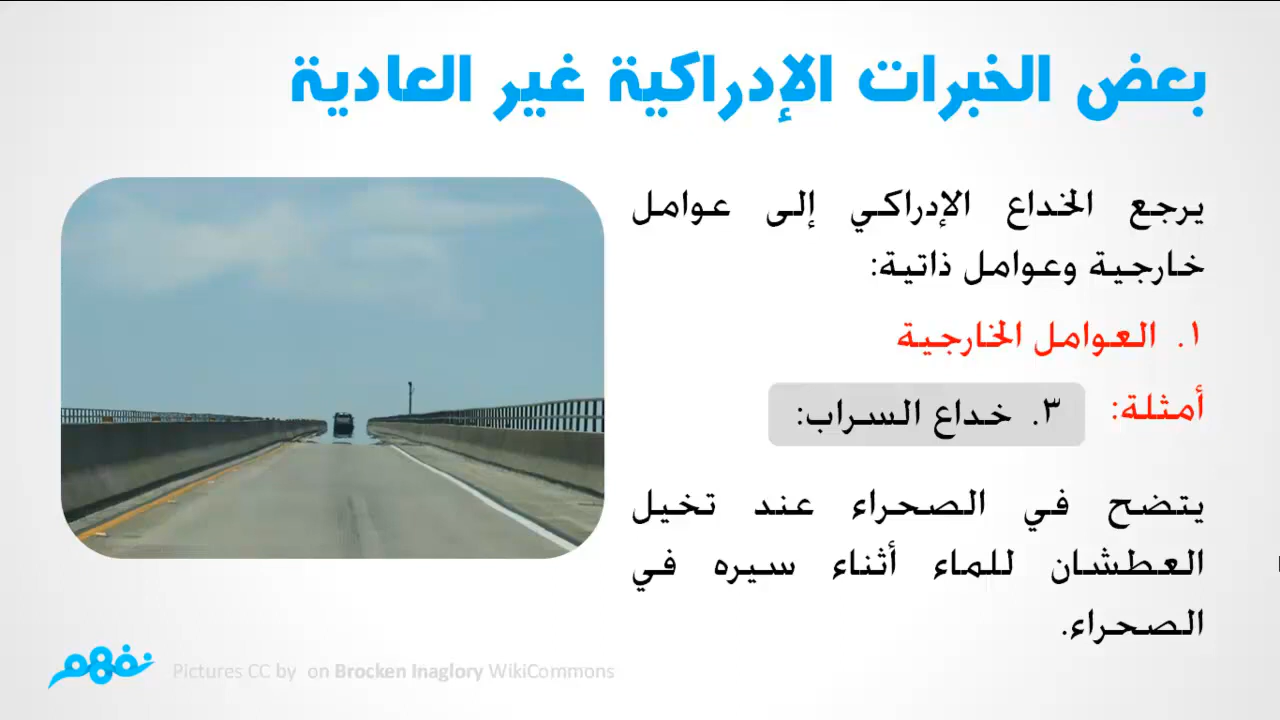 بعض الخبرات الإدراكية غير العادية
يرجع الخداع الإدراكي إلى عوامل
خارجية وعوامل ذاتية:
١. العوامل الخارجية
أمثلة: ٣. خداع السراب:
يتضح في الصحراء عند تخيل
العطشان للماء أثناء سيره في
الصحراء.
نفهم
Pictures CC by on Brocken Inaglory WikiCommons